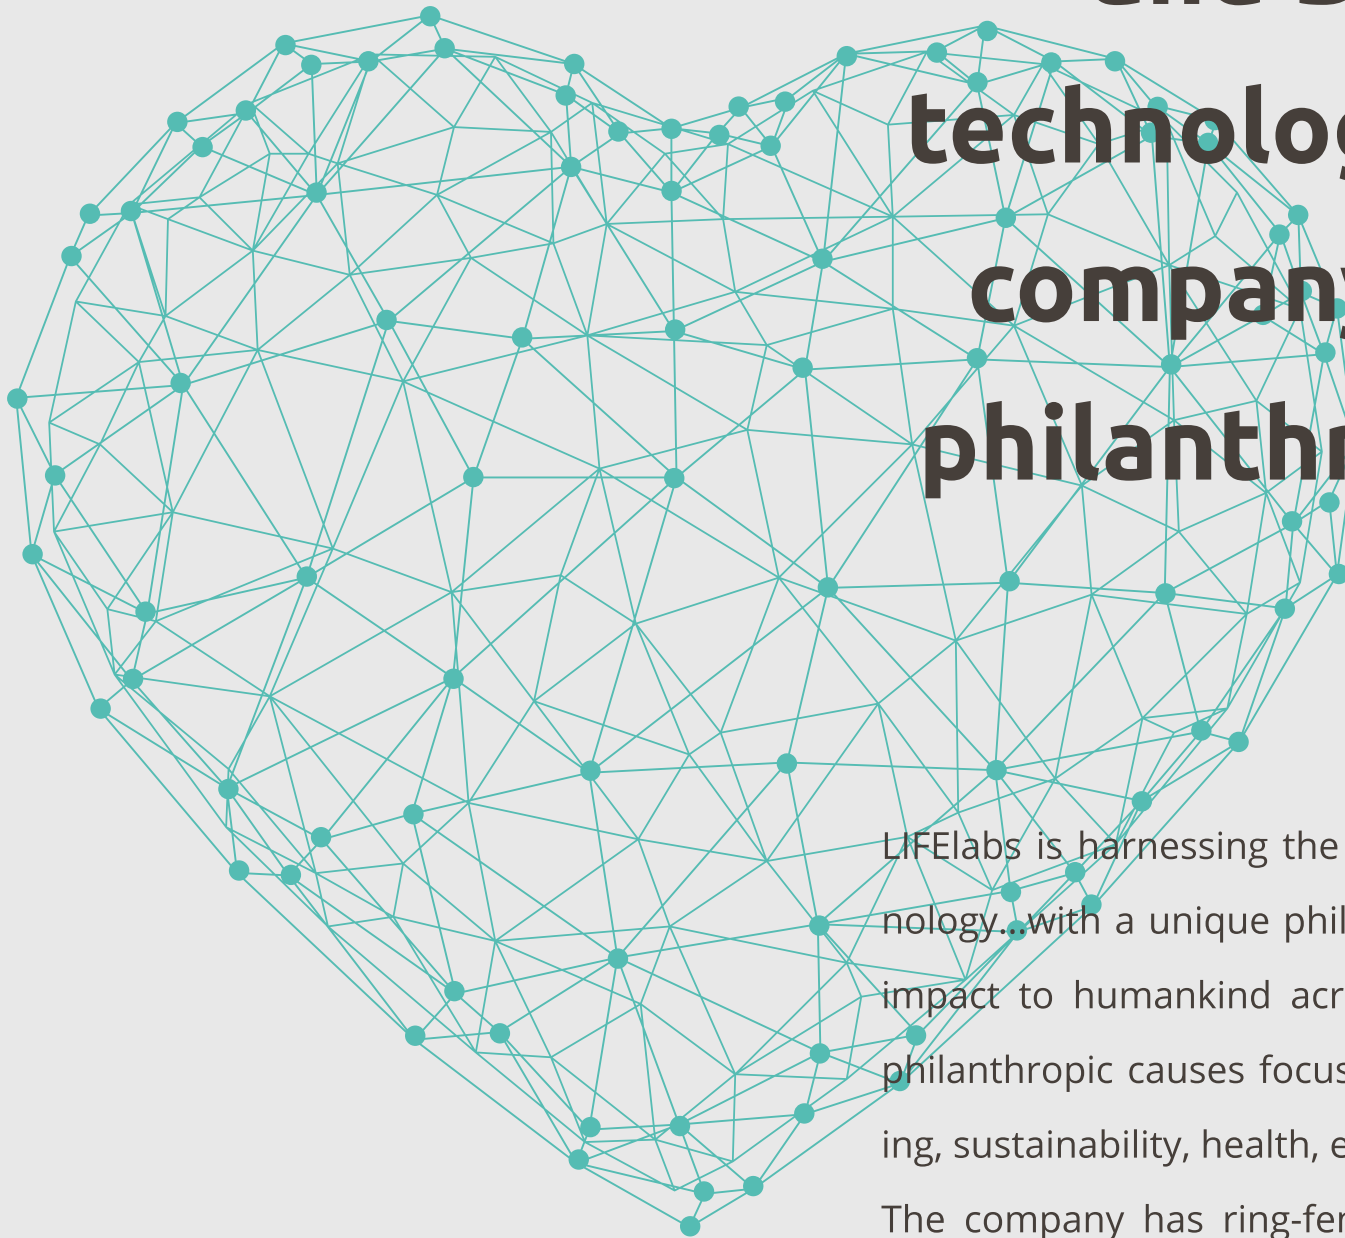 technolog
company
philanthr
LIFElabs is harnessing the
nology...with a unique phil
impact to humankind acr
philanthropic causes focus
ing, sustainability, health, e
The company has ring-fer